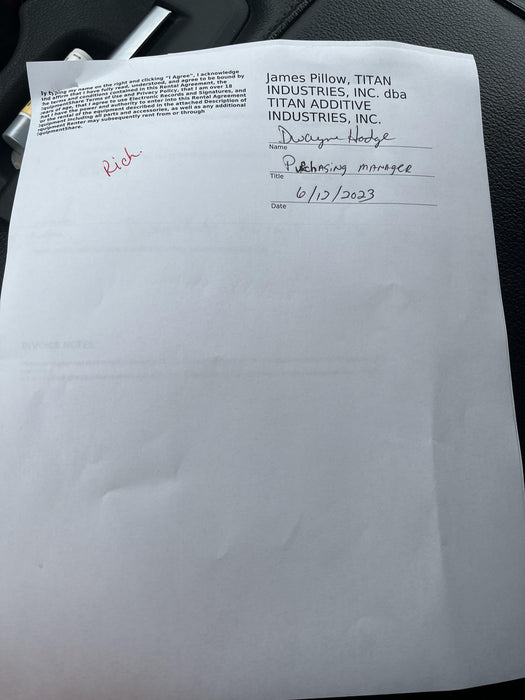 ing my name on the right and clicking "I Agree", I acknowledge
and affirm that I have fully read, understood, and agree to be bound by
the terms and conditions contained in this Rental Agreement, the
EquipmentShare Terms of Use and Privacy Policy, that I am over 18
years of age, that I agree to use Electronic Records and Signatures, and
that I have the power and authority to enter into this Rental Agreement
for the rental of the item described in the attached Description of
Equipment including all parts and accessories, as well as any additional
equipment Renter may subsequently rent from or through
EquipmentShare.
James Pillow, TITAN
INDUSTRIES, INC. dba
TITAN ADDITIVE
INDUSTRIES, INC.
Dwayne Hodge
Name
Purchasing manager
Title
6/12/2023
Date
Rich.
INVOICE NOTES